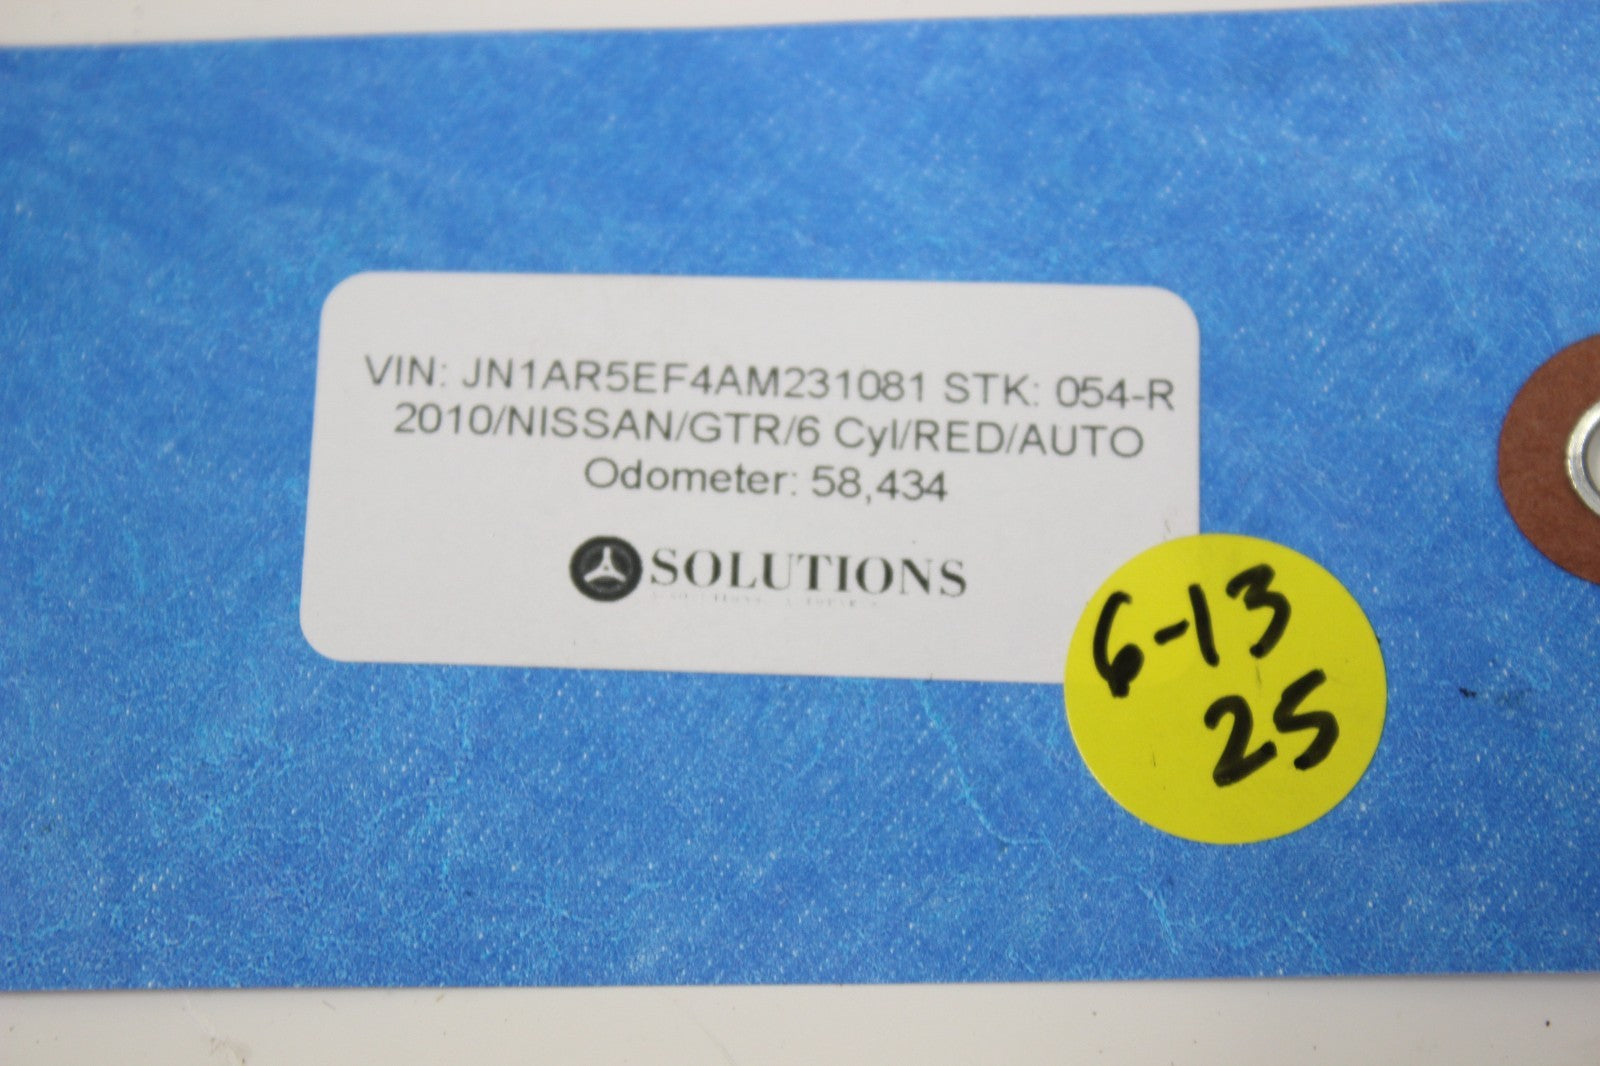 VIN: JN1AR5EF4AM231081 STK: 054-R
2010/NISSAN/GTR/6 Cyl/RED/AUTO
Odometer: 58,434
SOLUTIONS
6-13
25